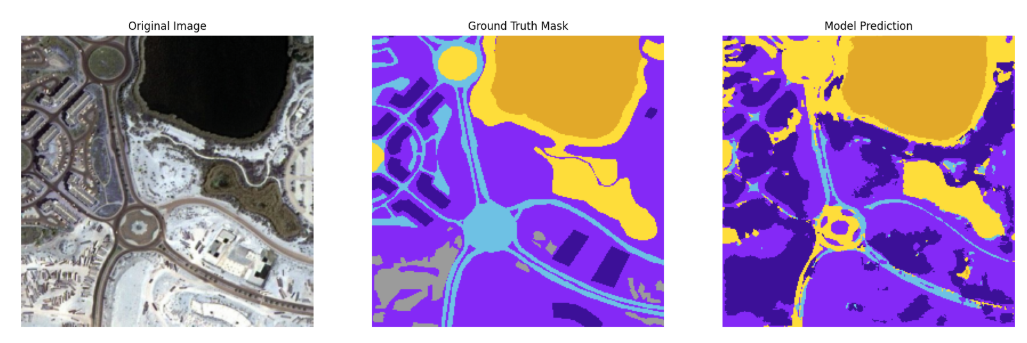 Original Image
Ground Truth Mask
Model Prediction